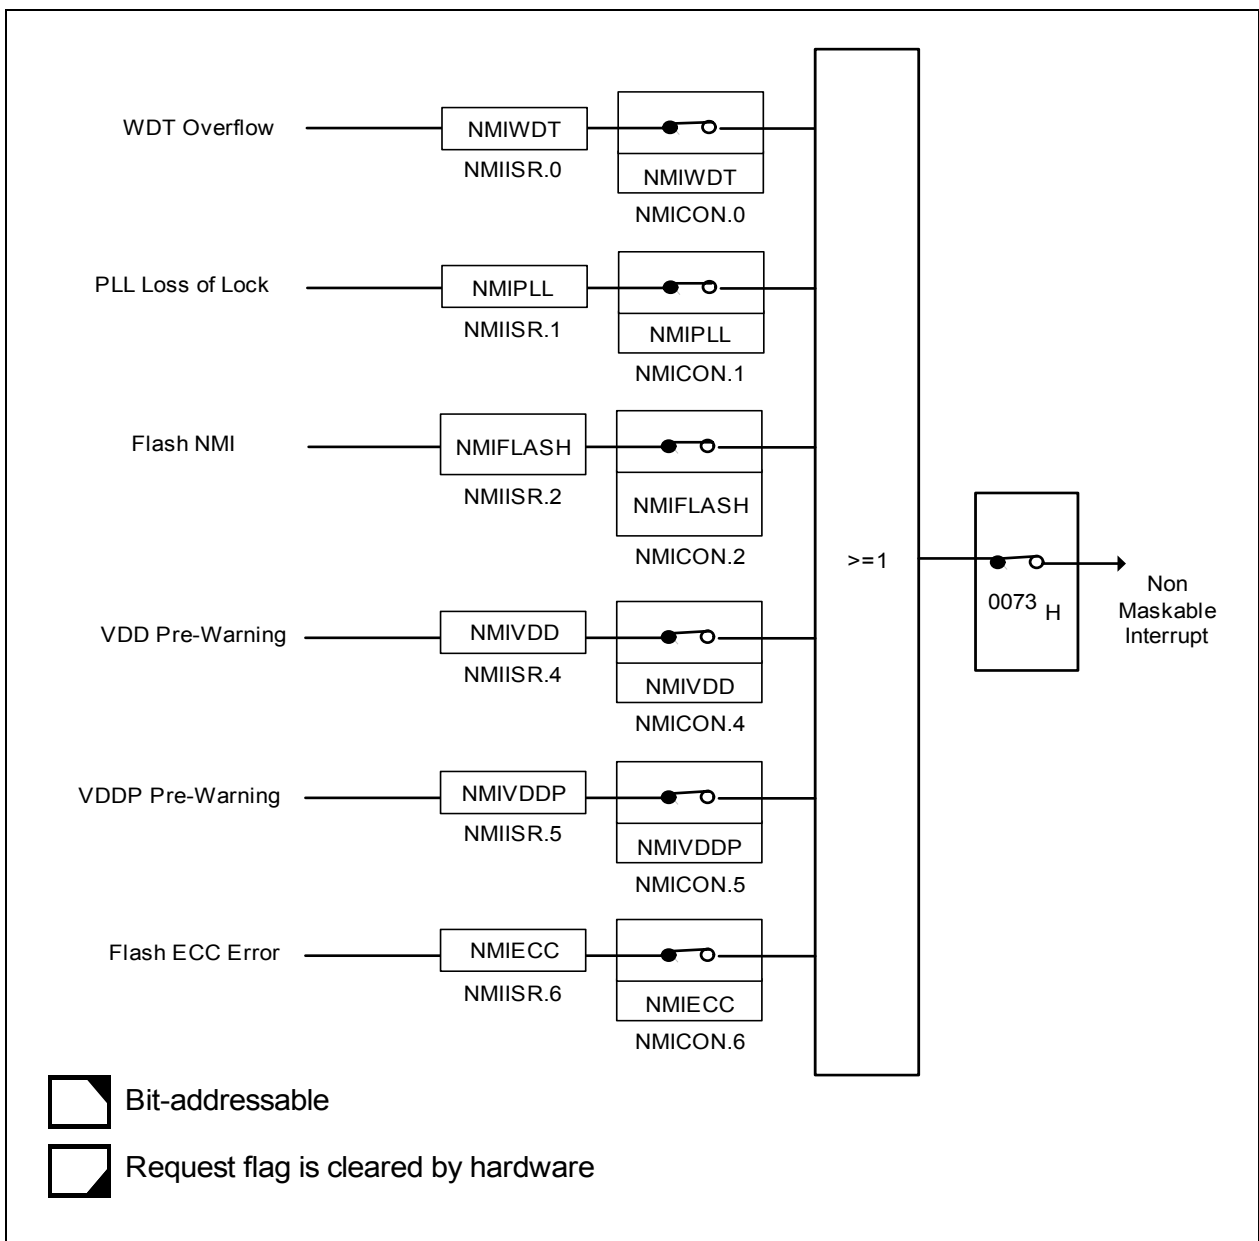 WDT Overflow
NMIWDT
NMIISR.0
NMIWDT
NMICON.0
PLL Loss of Lock
NMIPLL
NMIISR.1
NMIPLL
NMICON.1
Flash NMI
NMIFLASH
NMIISR.2
NMIFLASH
NMICON.2
VDD Pre-Warning
NMIVDD
NMIISR.4
NMIVDD
NMICON.4
VDDP Pre-Warning
NMIVDDP
NMIISR.5
NMIVDDP
NMICON.5
Flash ECC Error
NMIECC
NMIISR.6
NMIECC
NMICON.6
>=1
0073 H
Non
Maskable
Interrupt
Bit-addressable
Request flag is cleared by hardware